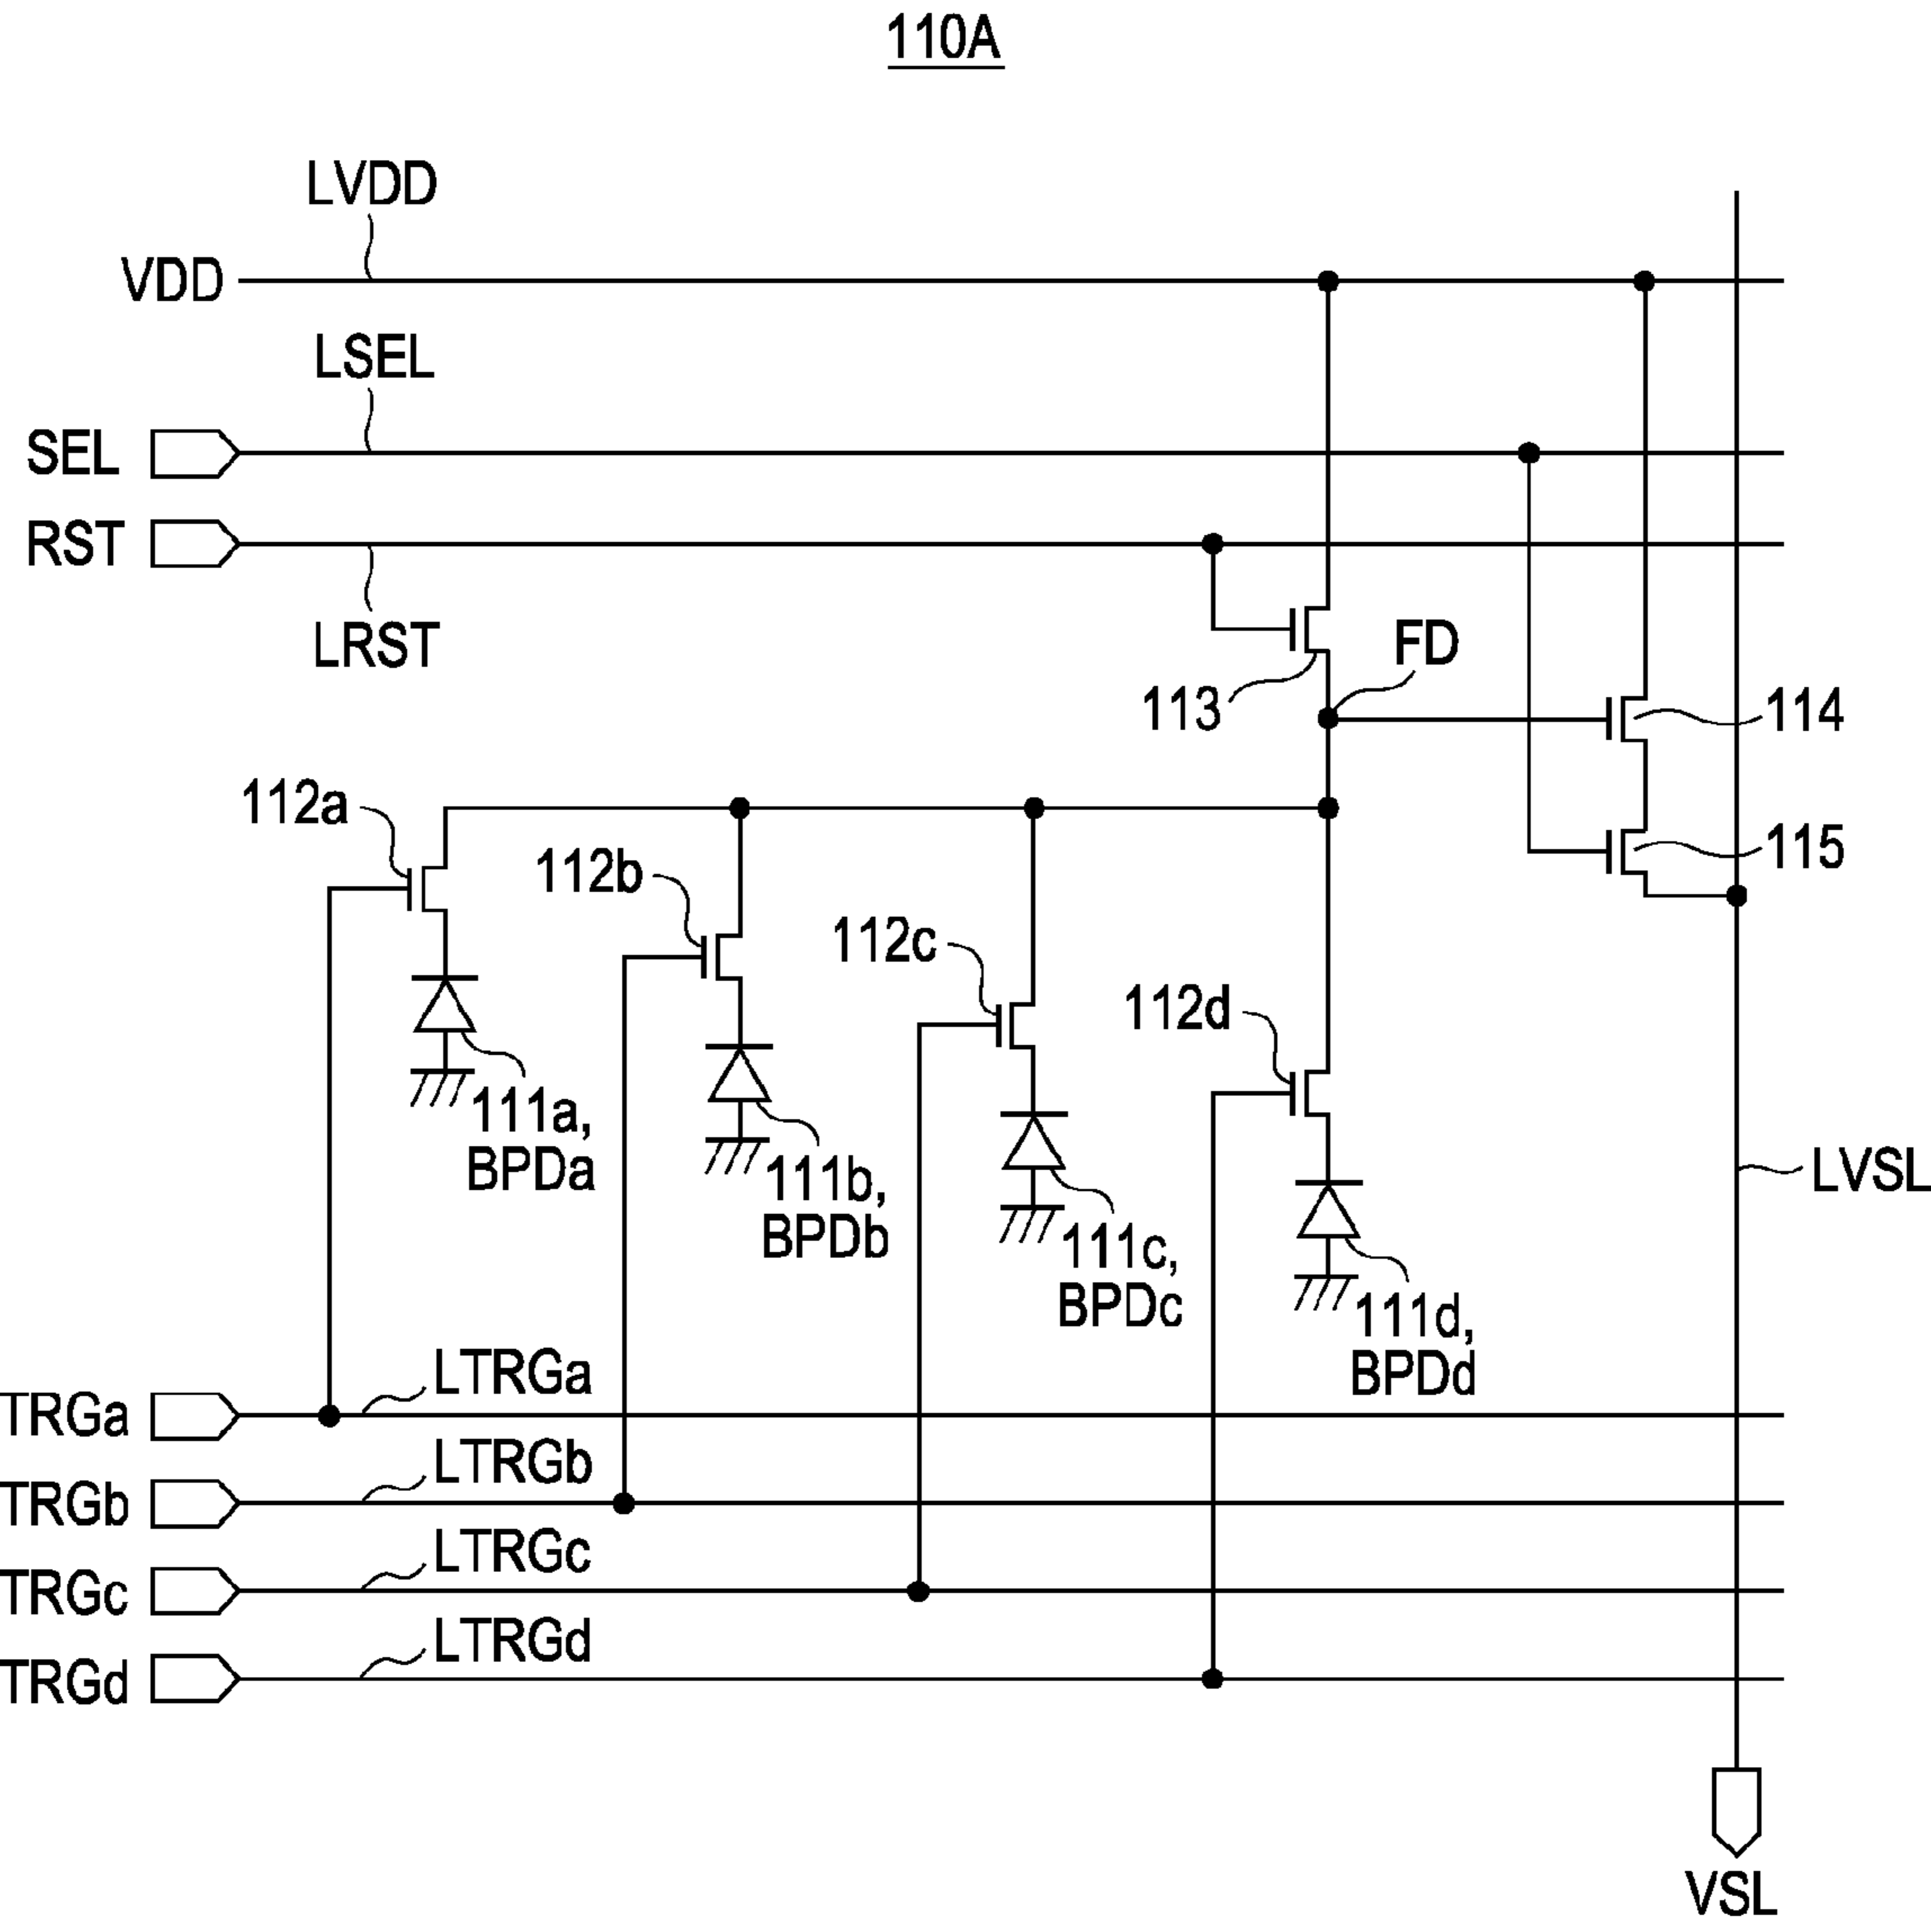 110A
LVDD
VDD
LSEL
SEL
RST
LRST
FD
113
114
112a
112b
115
112c
112d
111a,
BPDa
111b,
BPDb
LVSL
111c,
BPDc
111d,
BPDd
LTRGa
TRGa
LTRGb
TRGb
LTRGc
TRGc
LTRGd
TRGd
VSL